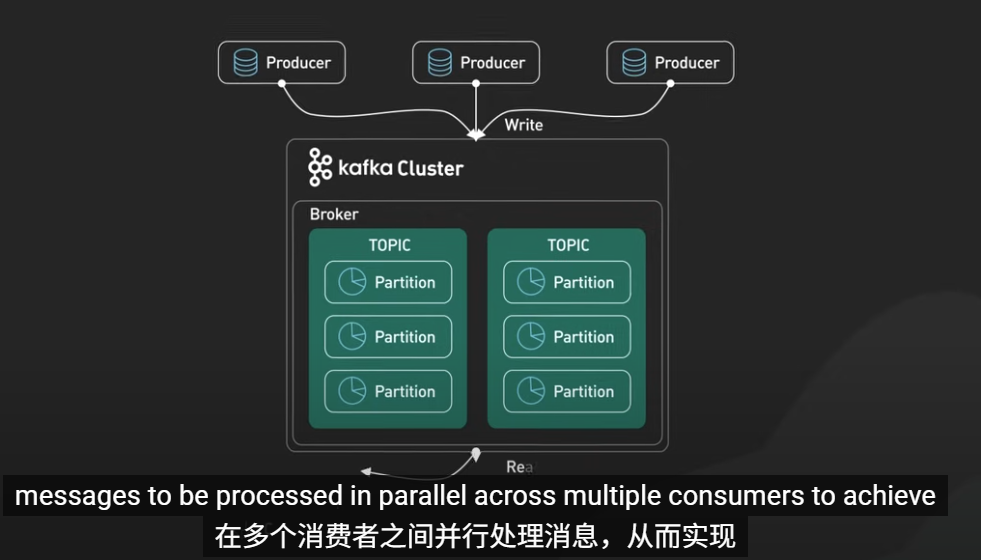 Producer
Producer
Producer
Write
kafka Cluster
Broker
TOPIC
Partition
Partition
Partition
TOPIC
Partition
Partition
Partition
messages to be processed in parallel across multiple consumers to achieve
在多个消费者之间并行处理消息，从而实现